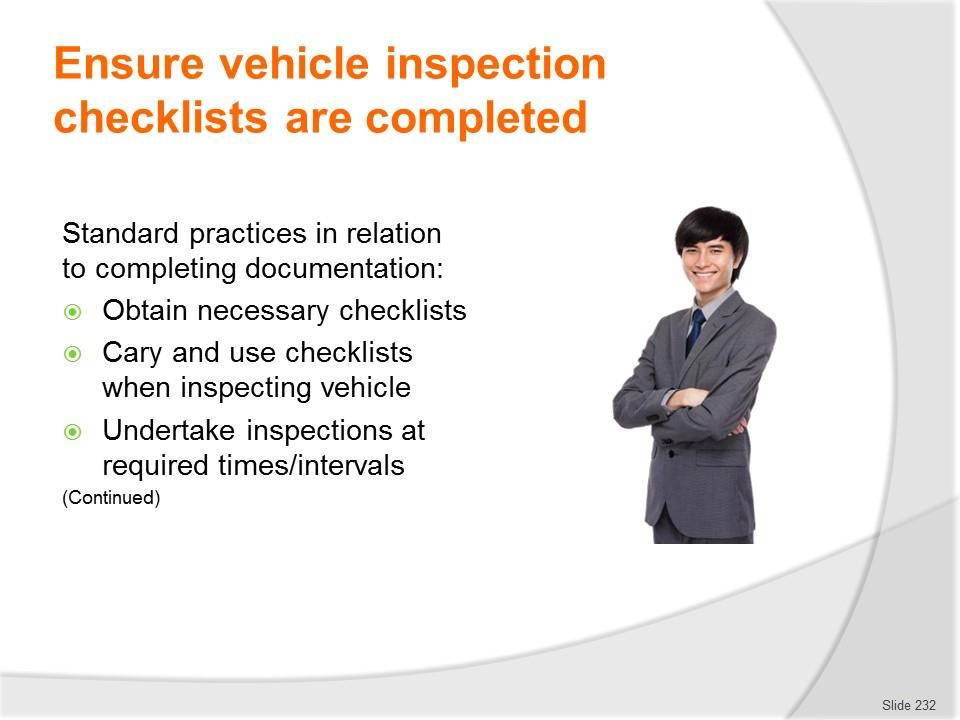 Ensure vehicle inspection
checklists are completed
Standard practices in relation
to completing documentation:
Obtain necessary checklists
Cary and use checklists
when inspecting vehicle
Undertake inspections at
required times/intervals
(Continued)
Slide 232